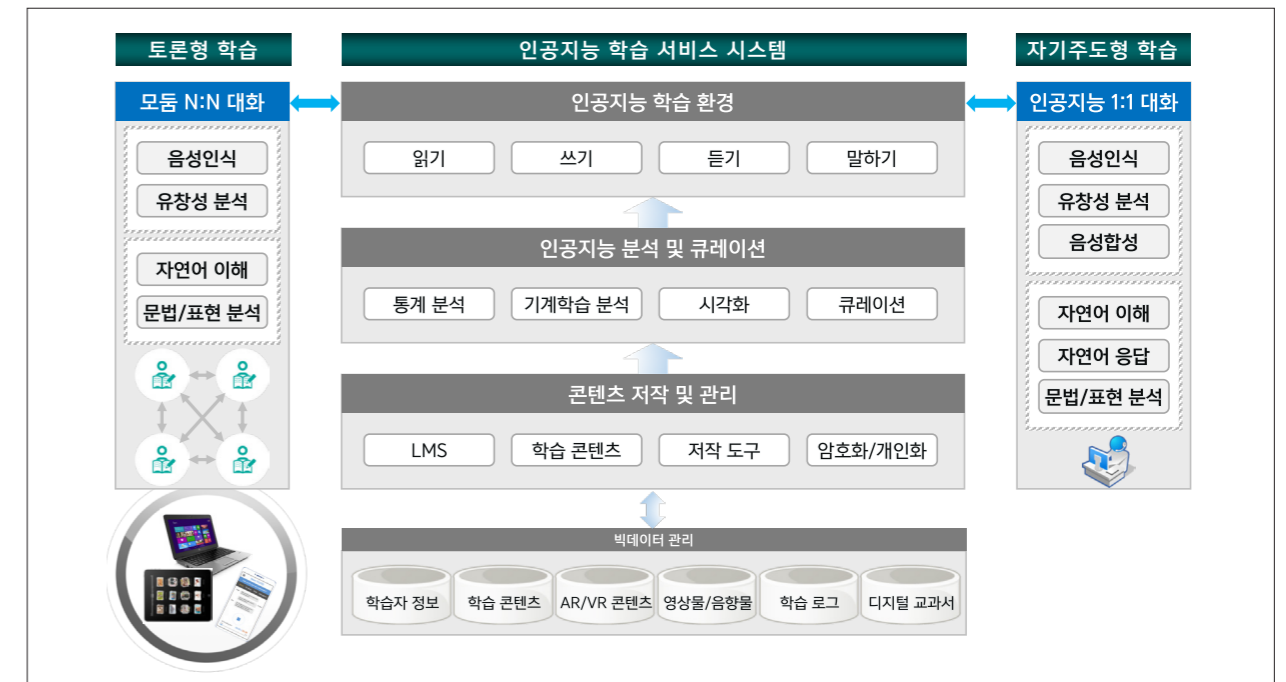 토론형 학습
인공지능 학습 서비스 시스템
자기주도형 학습
모둠 N:N 대화
음성인식
유창성 분석
자연어 이해
문법/표현 분석
인공지능 학습 환경
읽기
쓰기
듣기
말하기
인공지능 분석 및 큐레이션
통계 분석
기계학습 분석
시각화
큐레이션
콘텐츠 저작 및 관리
LMS
학습 콘텐츠
저작 도구
암호화/개인화
빅데이터 관리
학습자 정보
학습 콘텐츠
AR/VR 콘텐츠
영상물/음향물
학습 로그
디지털 교과서
인공지능 1:1 대화
음성인식
유창성 분석
음성합성
자연어 이해
자연어 응답
문법/표현 분석